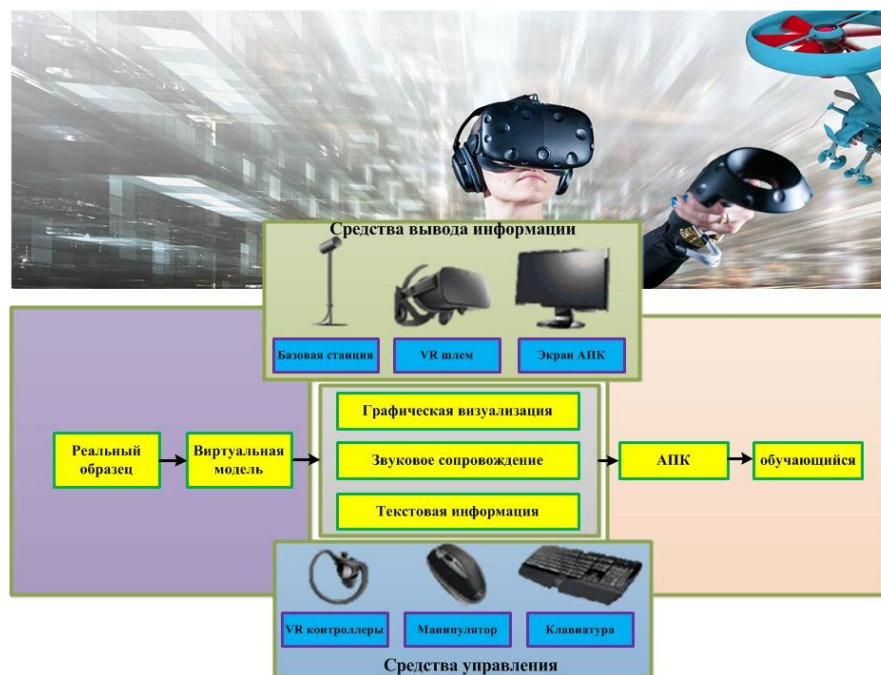 Средства вывода информации
Базовая станция
VR шлем
Экран АПК
Графическая визуализация
Реальный
образец
Виртуальная
модель
Звуковое сопровождение
АПК
обучающийся
Текстовая информация
VR контроллеры
Манипулятор
Клавиатура
Средства управления